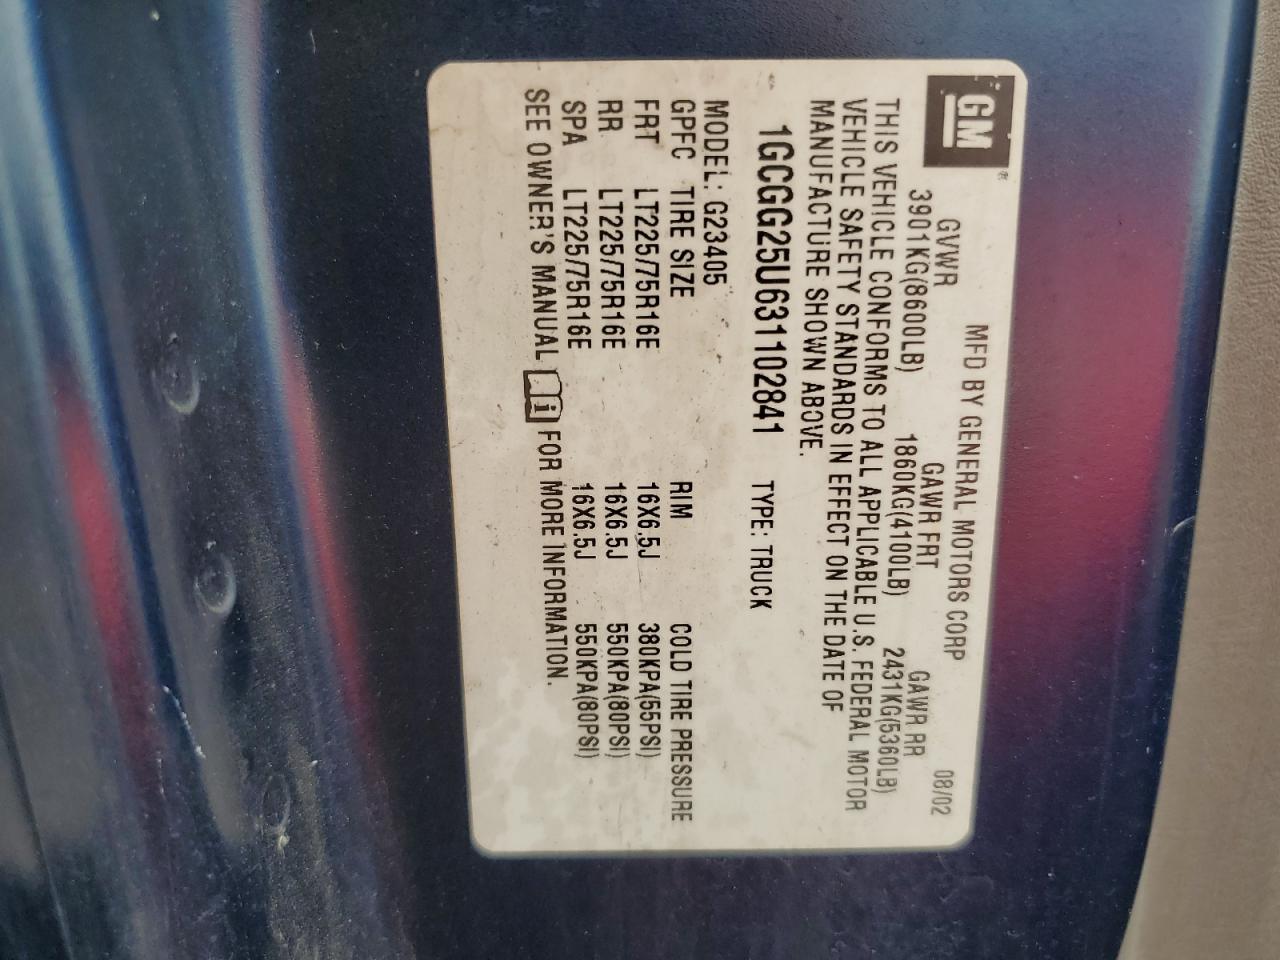 GM®
MFD BY GENERAL MOTORS CORP 08/02
GVWR GAWR FRT GAWR RR
3901KG(8600LB) 1860KG(4100LB) 2431KG(5360LB)
THIS VEHICLE CONFORMS TO ALL APPLICABLE U.S. FEDERAL MOTOR
VEHICLE SAFETY STANDARDS IN EFFECT ON THE DATE OF
MANUFACTURE SHOWN ABOVE.
1GCGG25U631102841 TYPE: TRUCK
MODEL: G23405
GPFC TIRE SIZE RIM COLD TIRE PRESSURE
FRT LT225/75R16E 16X6.5J 380KPA(55PSI)
RR LT225/75R16E 16X6.5J 550KPA(80PSI)
SPA LT225/75R16E 16X6.5J 550KPA(80PSI)
SEE OWNER'S MANUAL i FOR MORE INFORMATION.